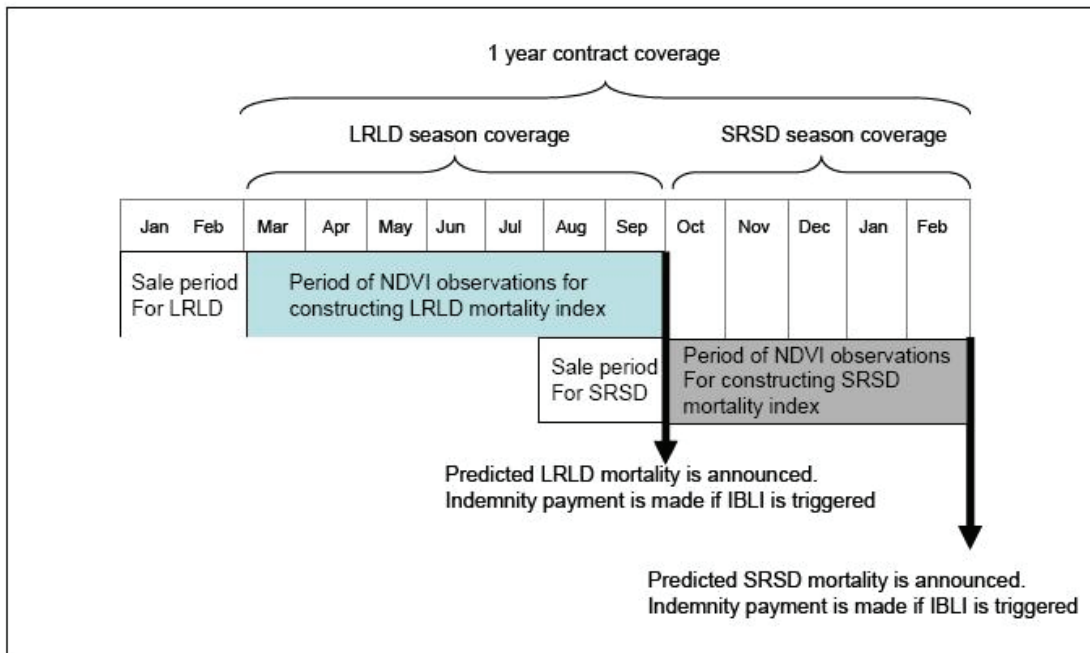 1 year contract coverage
LRLD season coverage
SRSD season coverage
Jan Feb Mar Apr May Jun Jul Aug Sep Oct Nov Dec Jan Feb
Sale period
For LRLD
Period of NDVI observations for
constructing LRLD mortality index
Sale period
For SRSD
Period of NDVI observations
For constructing SRSD
mortality index
Predicted LRLD mortality is announced.
Indemnity payment is made if IBLI is triggered
Predicted SRSD mortality is announced.
Indemnity payment is made if IBLI is triggered